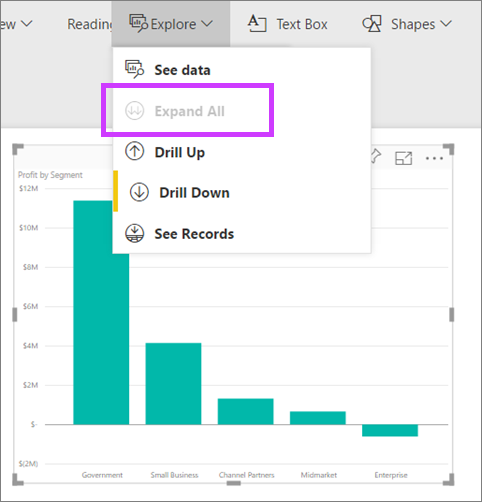 ew
Reading
Explore
Text Box
Shapes
See data
Expand All
Drill Up
Drill Down
See Records
Profit by Segment
$12M
$10M
$8M
$6M
$4M
$2M
$-
$(2M)
Government Small Business Channel Partners Midmarket Enterprise